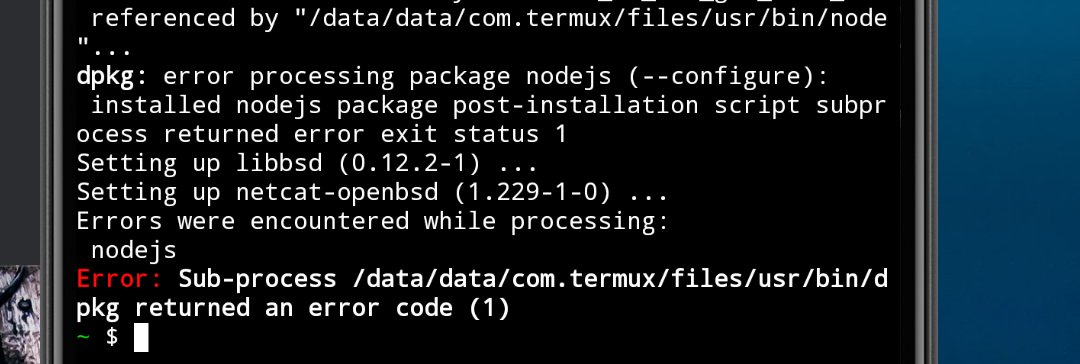 referenced by "/data/data/com.termux/files/usr/bin/node
"...
dpkg: error processing package nodejs (--configure):
installed nodejs package post-installation script subpr
ocess returned error exit status 1
Setting up libbsd (0.12.2-1) ...
Setting up netcat-openbsd (1.229-1-0) ...
Errors were encountered while processing:
nodejs
Error: Sub-process /data/data/com.termux/files/usr/bin/d
pkg returned an error code (1)
~ $